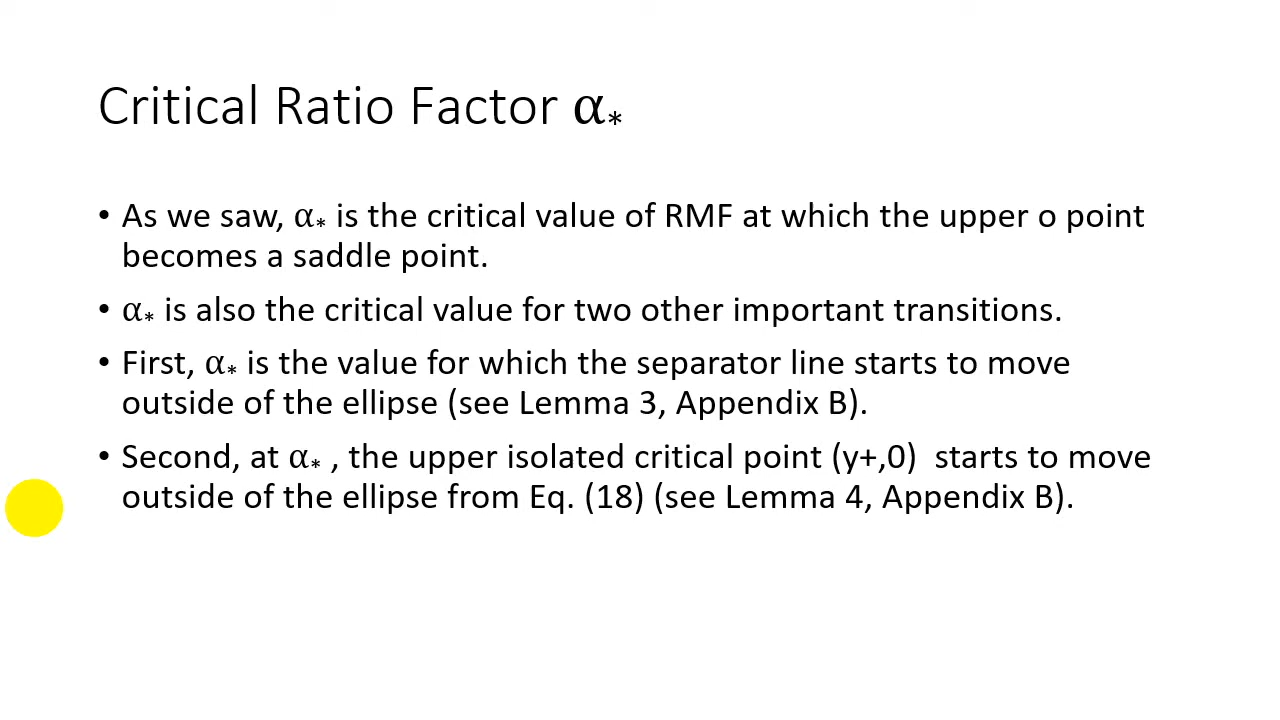 Critical Ratio Factor α*
• As we saw, α* is the critical value of RMF at which the upper o point
becomes a saddle point.
• α* is also the critical value for two other important transitions.
• First, α* is the value for which the separator line starts to move
outside of the ellipse (see Lemma 3, Appendix B).
• Second, at α* , the upper isolated critical point (y+,0)  starts to move
outside of the ellipse from Eq. (18) (see Lemma 4, Appendix B).